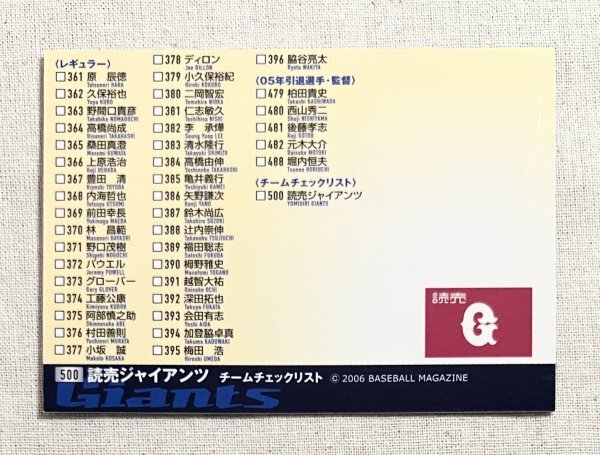 〈レギュラー〉
□361 原 辰徳
Tatsunori HARA
□362 久保裕也
Yuya KUBO
□363 野間口貴彦
Takahiko NOMAGUCHI
□364 高橋尚成
Hisanori TAKAHASHI
□365 桑田真澄
Masumi KUWATA
□366 上原浩治
Koji UEHARA
□367 豊田 清
Kiyoshi TOYODA
□368 内海哲也
Tetsuya UTSUMI
□369 前田幸長
Yukinaga MAEDA
□370 林 昌範
Masanori HAYASHI
□371 野口茂樹
Shigeki NOGUCHI
□372 パウエル
Jeremy POWELL
□373 グローバー
Gary GLOVER
□374 工藤公康
Kimiyasu KUDOH
□375 阿部慎之助
Shinnosuke ABE
□376 村田善則
Yoshinori MURATA
□377 小坂 誠
Makoto KOSAKA
□378 ディロン
Joe DILLON
□379 小久保裕紀
Hiroki KOKUBO
□380 二岡智宏
Tomohiro NIOKA
□381 仁志敏久
Toshihisa NISHI
□382 李 承燁
Seung Yuop LEE
□383 清水隆行
Takayuki SHIMIZU
□384 高橋由伸
Yoshinobu TAKAHASHI
□385 亀井義行
Yoshiyuki KAMEI
□386 矢野謙次
Kenji YANO
□387 鈴木尚広
Takahiro SUZUKI
□388 辻内崇伸
Takanobu TSUJIUCHI
□389 福田聡志
Satoshi FUKUDA
□390 栂野雅史
Masafumi TOGANO
□391 越智大祐
Daisuke OCHI
□392 深田拓也
Takuya FUKATA
□393 会田有志
Yushi AIDA
□394 加登脇卓真
Takuma KADOWAKI
□395 梅田 浩
Hiroshi UMEDA
□396 脇谷亮太
Ryota WAKIYA
〈05年引退選手・監督〉
□479 柏田貴史
Takashi KASHIWADA
□480 西山秀二
Shuji NISHIYAMA
□481 後藤孝志
Koji GOTOH
□482 元木大介
Daisuke MOTOKI
□488 堀内恒夫
Tsuneo HORIUCHI
〈チームチェックリスト〉
□500 読売ジャイアンツ
YOMIURI GIANTS
読売
G
500 読売ジャイアンツ チームチェックリスト © 2006 BASEBALL MAGAZINE
Giants